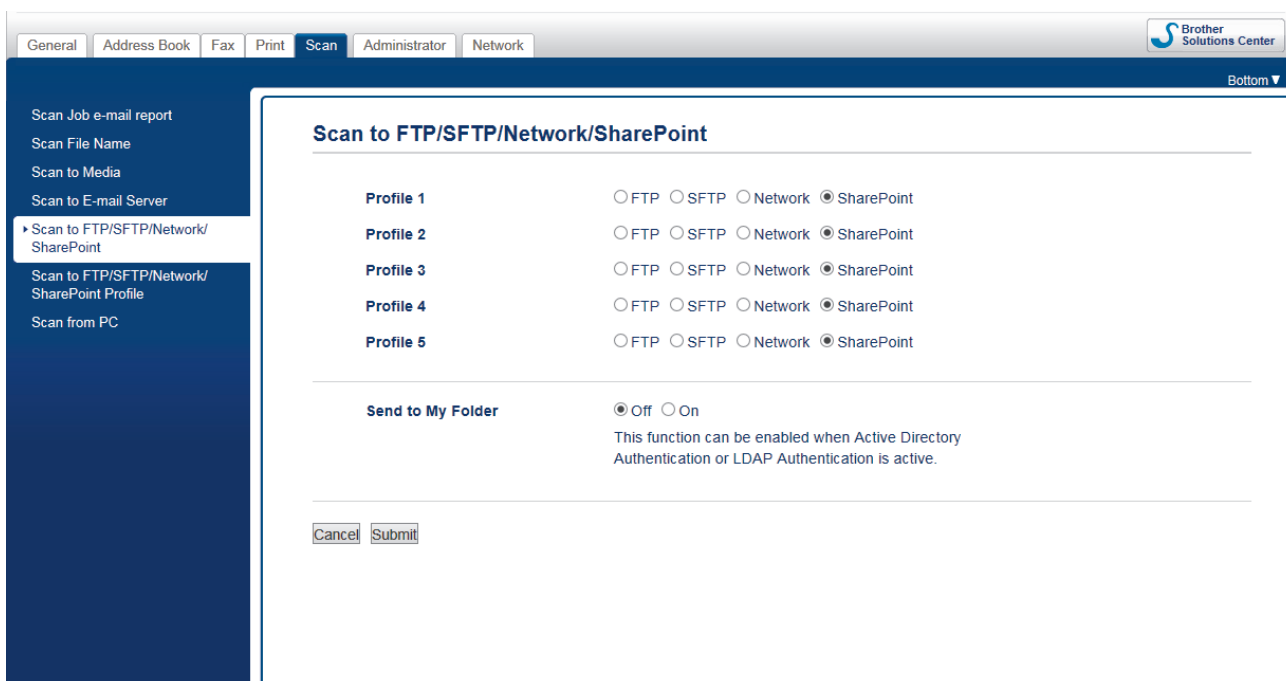 General Address Book Fax Print Scan Administrator Network
Brother
Solutions Center
Bottom▼
Scan Job e-mail report
Scan File Name
Scan to Media
Scan to E-mail Server
Scan to FTP/SFTP/Network/
SharePoint
Scan to FTP/SFTP/Network/
SharePoint Profile
Scan from PC
Scan to FTP/SFTP/Network/SharePoint
Profile 1 FTP SFTP Network SharePoint
Profile 2 FTP SFTP Network SharePoint
Profile 3 FTP SFTP Network SharePoint
Profile 4 FTP SFTP Network SharePoint
Profile 5 FTP SFTP Network SharePoint
Send to My Folder Off On
This function can be enabled when Active Directory
Authentication or LDAP Authentication is active.
Cancel Submit